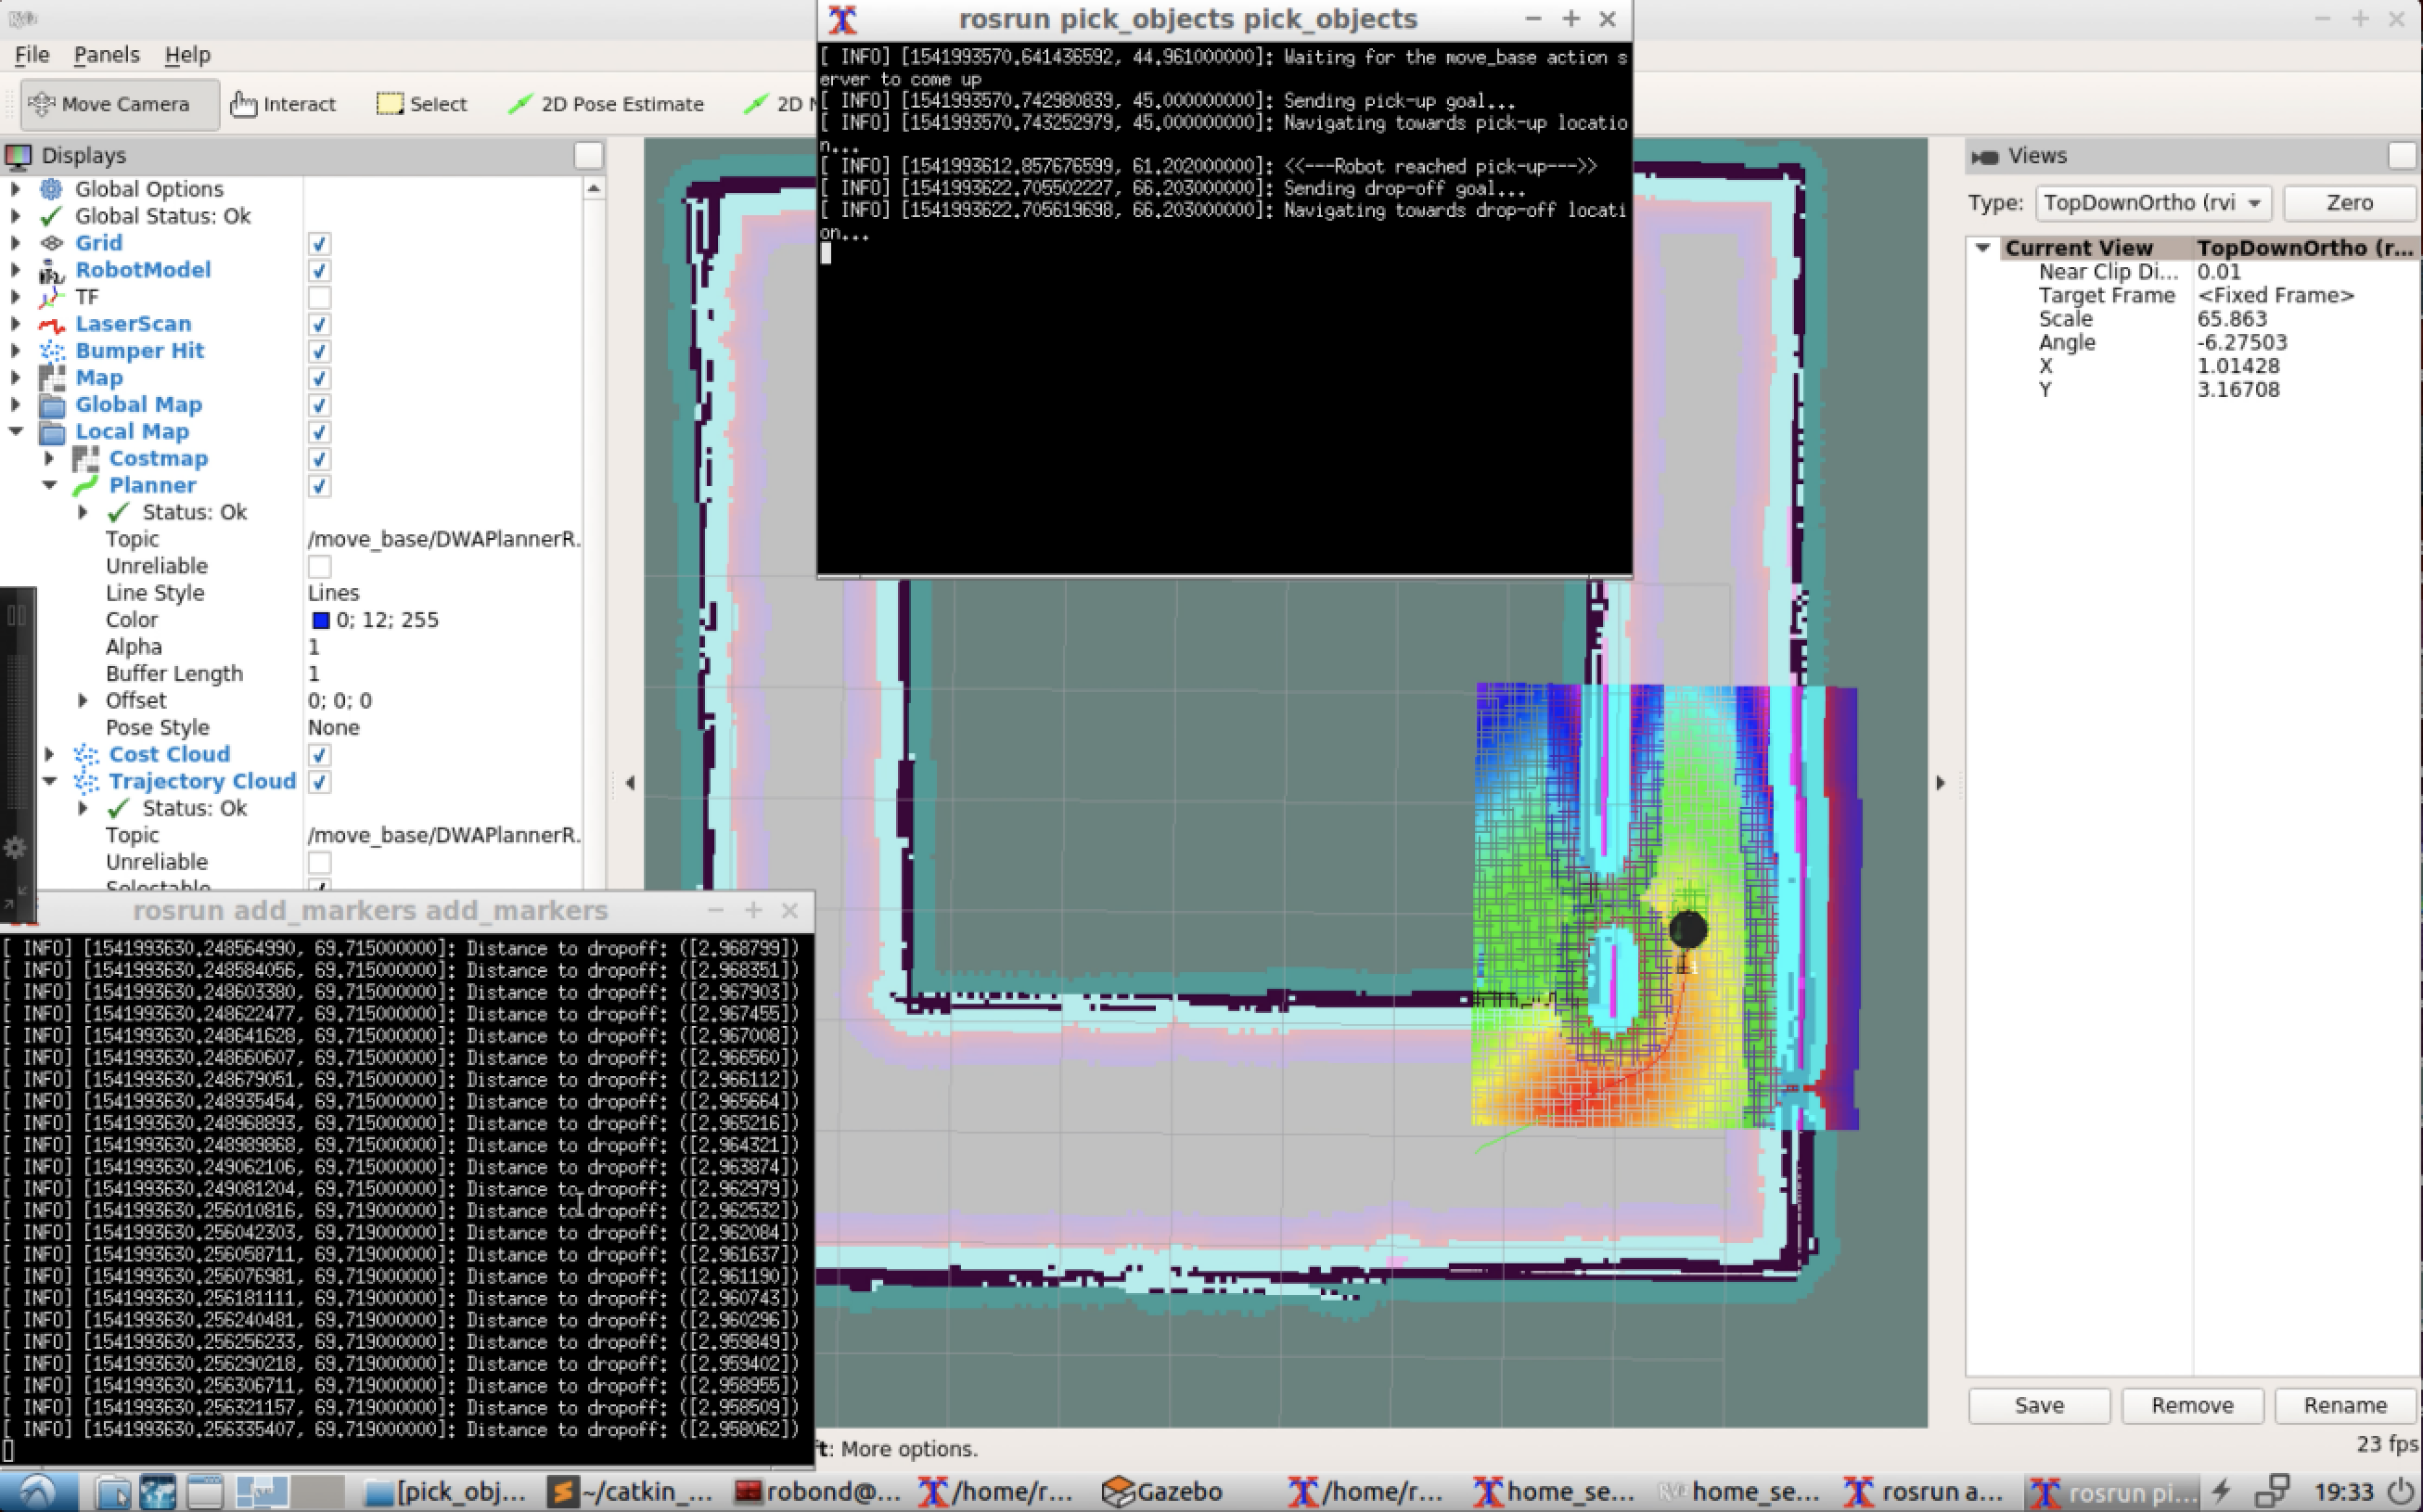 RViz
File Panels Help
Move Camera Interact Select 2D Pose Estimate 2D N
rosrun pick_objects pick_objects
[ INFO] [1541993570.641436592, 44.961000000]: Waiting for the move_base action s
erver to come up
[ INFO] [1541993570.742980839, 45.000000000]: Sending pick-up goal...
[ INFO] [1541993570.743252979, 45.000000000]: Navigating towards pick-up locatio
n...
[ INFO] [1541993612.857676599, 61.202000000]: <<---Robot reached pick-up--->>
[ INFO] [1541993622.705502227, 66.203000000]: Sending drop-off goal...
[ INFO] [1541993622.705619698, 66.203000000]: Navigating towards drop-off locati
on...
Displays
Global Options
Global Status: Ok
Grid
RobotModel
TF
LaserScan
Bumper Hit
Map
Global Map
Local Map
Costmap
Planner
Status: Ok
Topic /move_base/DWAPlannerR.
Unreliable
Line Style Lines
Color 0; 12; 255
Alpha 1
Buffer Length 1
Offset 0; 0; 0
Pose Style None
Cost Cloud
Trajectory Cloud
Status: Ok
Topic /move_base/DWAPlannerR.
Unreliable
Selectable
Views
Type: TopDownOrtho (rvi Zero
Current View TopDownOrtho (r...
Near Clip Di... 0.01
Target Frame <Fixed Frame>
Scale 65.863
Angle -6.27503
X 1.01428
Y 3.16708
Save Remove Rename
rosrun add_markers add_markers
[ INFO] [1541993630.248564990, 69.715000000]: Distance to dropoff: ([2.968799])
[ INFO] [1541993630.248584056, 69.715000000]: Distance to dropoff: ([2.968351])
[ INFO] [1541993630.248603380, 69.715000000]: Distance to dropoff: ([2.967903])
[ INFO] [1541993630.248622477, 69.715000000]: Distance to dropoff: ([2.967455])
[ INFO] [1541993630.248641628, 69.715000000]: Distance to dropoff: ([2.967008])
[ INFO] [1541993630.248660607, 69.715000000]: Distance to dropoff: ([2.966560])
[ INFO] [1541993630.248679051, 69.715000000]: Distance to dropoff: ([2.966112])
[ INFO] [1541993630.248935454, 69.715000000]: Distance to dropoff: ([2.965664])
[ INFO] [1541993630.248968893, 69.715000000]: Distance to dropoff: ([2.965216])
[ INFO] [1541993630.248989868, 69.715000000]: Distance to dropoff: ([2.964321])
[ INFO] [1541993630.249062106, 69.715000000]: Distance to dropoff: ([2.963874])
[ INFO] [1541993630.249081204, 69.715000000]: Distance to dropoff: ([2.962979])
[ INFO] [1541993630.256010816, 69.719000000]: Distance to dropoff: ([2.962532])
[ INFO] [1541993630.256042303, 69.719000000]: Distance to dropoff: ([2.962084])
[ INFO] [1541993630.256058711, 69.719000000]: Distance to dropoff: ([2.961637])
[ INFO] [1541993630.256076981, 69.719000000]: Distance to dropoff: ([2.961190])
[ INFO] [1541993630.256181111, 69.719000000]: Distance to dropoff: ([2.960743])
[ INFO] [1541993630.256240481, 69.719000000]: Distance to dropoff: ([2.960296])
[ INFO] [1541993630.256256233, 69.719000000]: Distance to dropoff: ([2.959849])
[ INFO] [1541993630.256290218, 69.719000000]: Distance to dropoff: ([2.959402])
[ INFO] [1541993630.256306711, 69.719000000]: Distance to dropoff: ([2.958955])
[ INFO] [1541993630.256321157, 69.719000000]: Distance to dropoff: ([2.958509])
[ INFO] [1541993630.256335407, 69.719000000]: Distance to dropoff: ([2.958062])
ft: More options.
23 fps
[pick_obj... ~/catkin_... robond@... /home/r... Gazebo /home/r... home_se... home_se... rosrun a... rosrun pi... 19:33